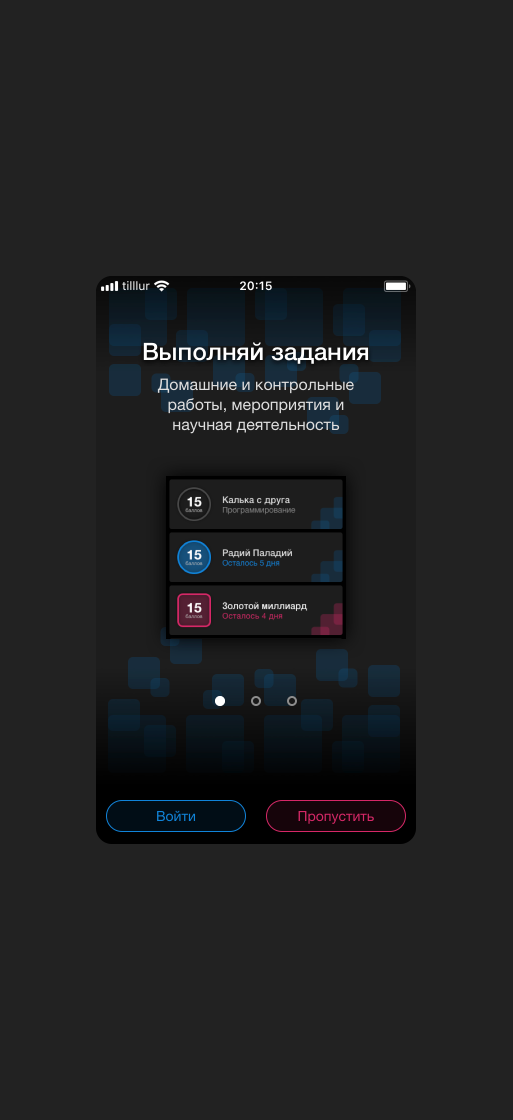 tilllur 20:15
Выполняй задания
Домашние и контрольные
работы, мероприятия и
научная деятельность
15
баллов
Калька с друга
Программирование
15
баллов
Радий Паладий
Осталось 5 дня
15
баллов
Золотой миллиард
Осталось 4 дня
Войти
Пропустить